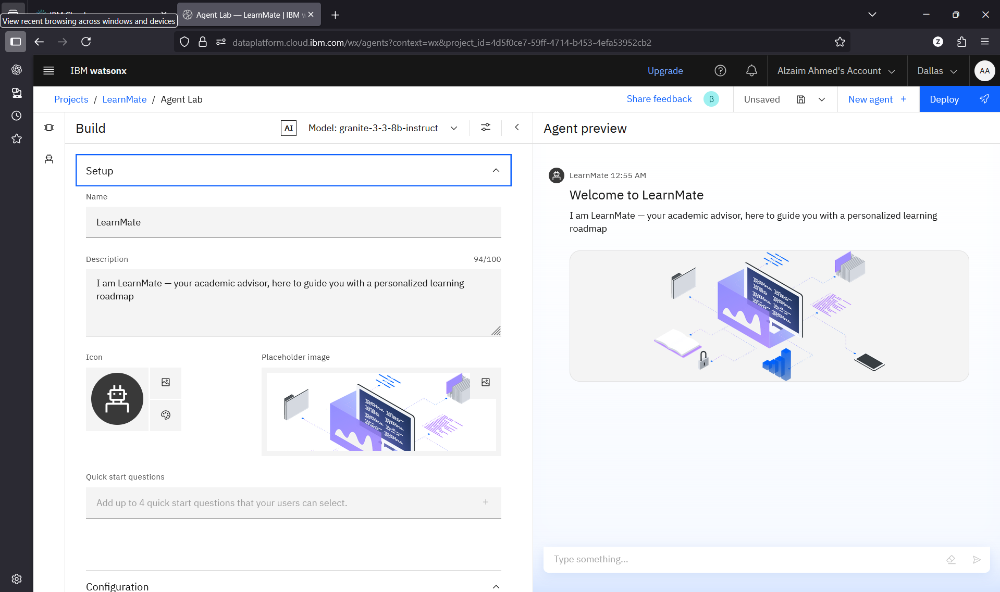 IBM Cloud
View recent browsing across windows and devices
Agent Lab — LearnMate | IBM w
dataplatform.cloud.ibm.com/wx/agents?context=wx&project_id=4d5f0ce7-59ff-4714-b453-4efa53952cb2
Z
IBM watsonx
Upgrade
Alzaim Ahmed's Account
Dallas
AA
Projects / LearnMate / Agent Lab
Share feedback
β
Unsaved
New agent +
Deploy
Build
AI
Model: granite-3-3-8b-instruct
Agent preview
Setup
Name
LearnMate
Description
94/100
I am LearnMate — your academic advisor, here to guide you with a personalized learning
roadmap
Icon
Placeholder image
Quick start questions
Add up to 4 quick start questions that your users can select.
Configuration
LearnMate 12:55 AM
Welcome to LearnMate
I am LearnMate — your academic advisor, here to guide you with a personalized learning
roadmap
Type something...